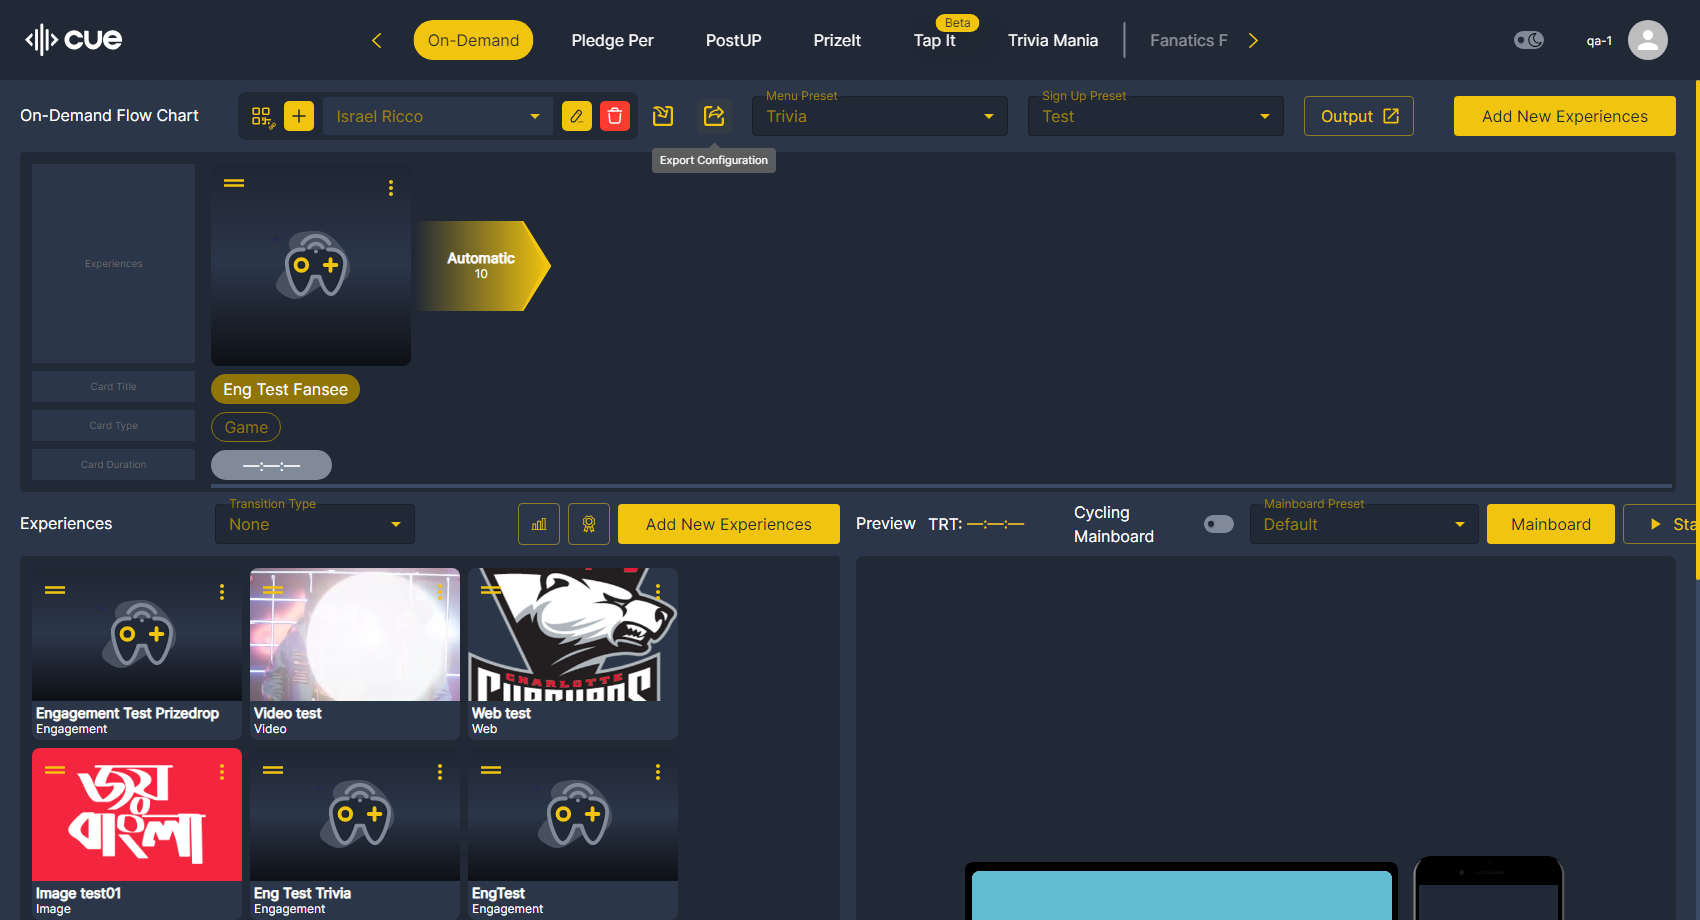 cue
On-Demand
Pledge Per
PostUP
PrizeIt
Beta
Tap It
Trivia Mania
Fanatics F
qa-1
On-Demand Flow Chart
Israel Ricco
Menu Preset
Trivia
Sign Up Preset
Test
Output
Add New Experiences
Export Configuration
Experiences
Automatic
10
Card Title
Eng Test Fansee
Card Type
Game
Card Duration
—:—:—
Experiences
Transition Type
None
Add New Experiences
Preview
TRT: —:—:—
Cycling
Mainboard
Mainboard Preset
Default
Mainboard
Sta
Engagement Test Prizedrop
Engagement
Video test
Video
CHARLOTTE
Web test
Web
জয়
বাংলা
Image test01
Image
Eng Test Trivia
Engagement
EngTest
Engagement